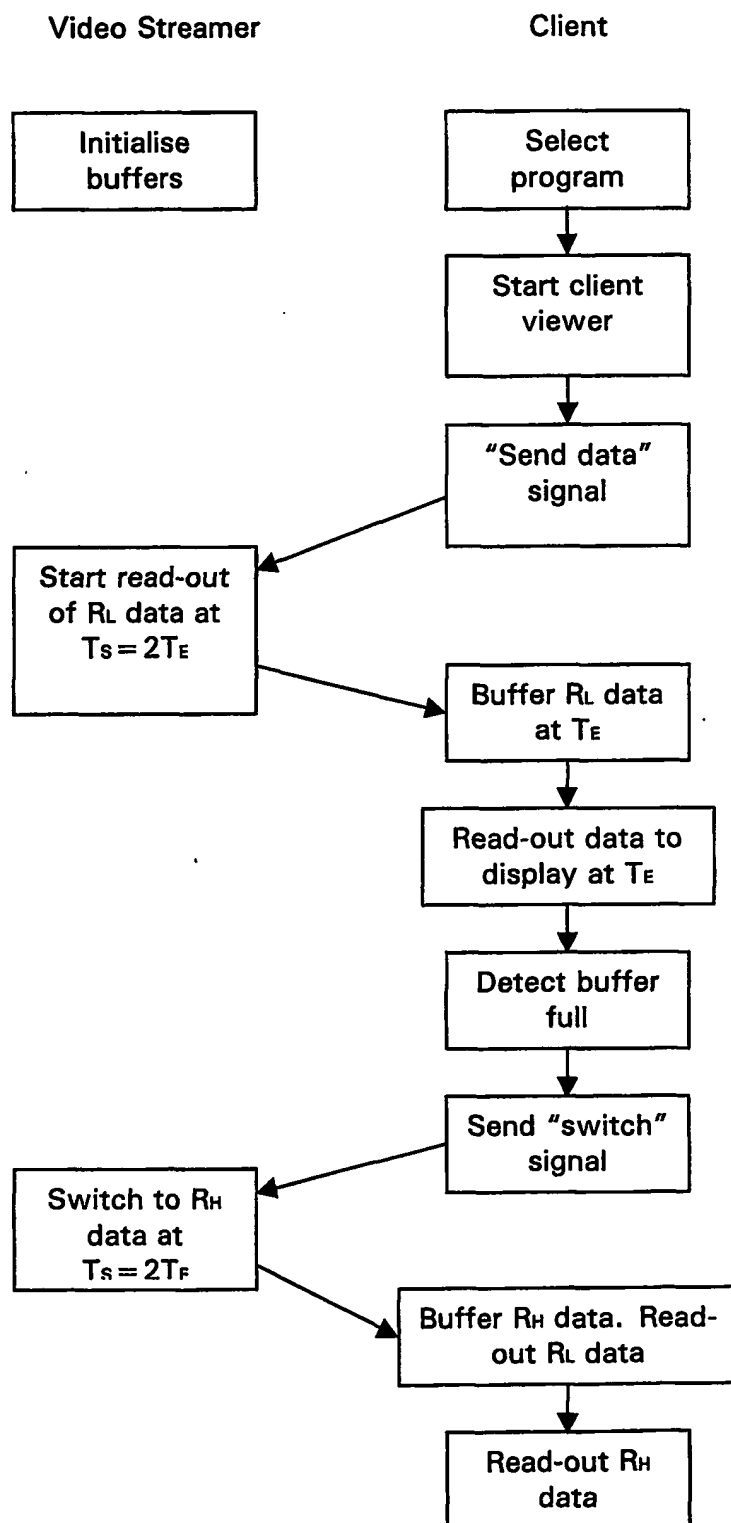 Video Streamer
Client
Initialise
buffers
Select
program
Start client
viewer
"Send data"
signal
Start read-out
of RL data at
TS = 2TE
Buffer RL data
at TE
Read-out data to
display at TE
Detect buffer
full
Send "switch"
signal
Switch to RH
data at
TS = 2TF
Buffer RH data. Read-
out RL data
Read-out RH
data